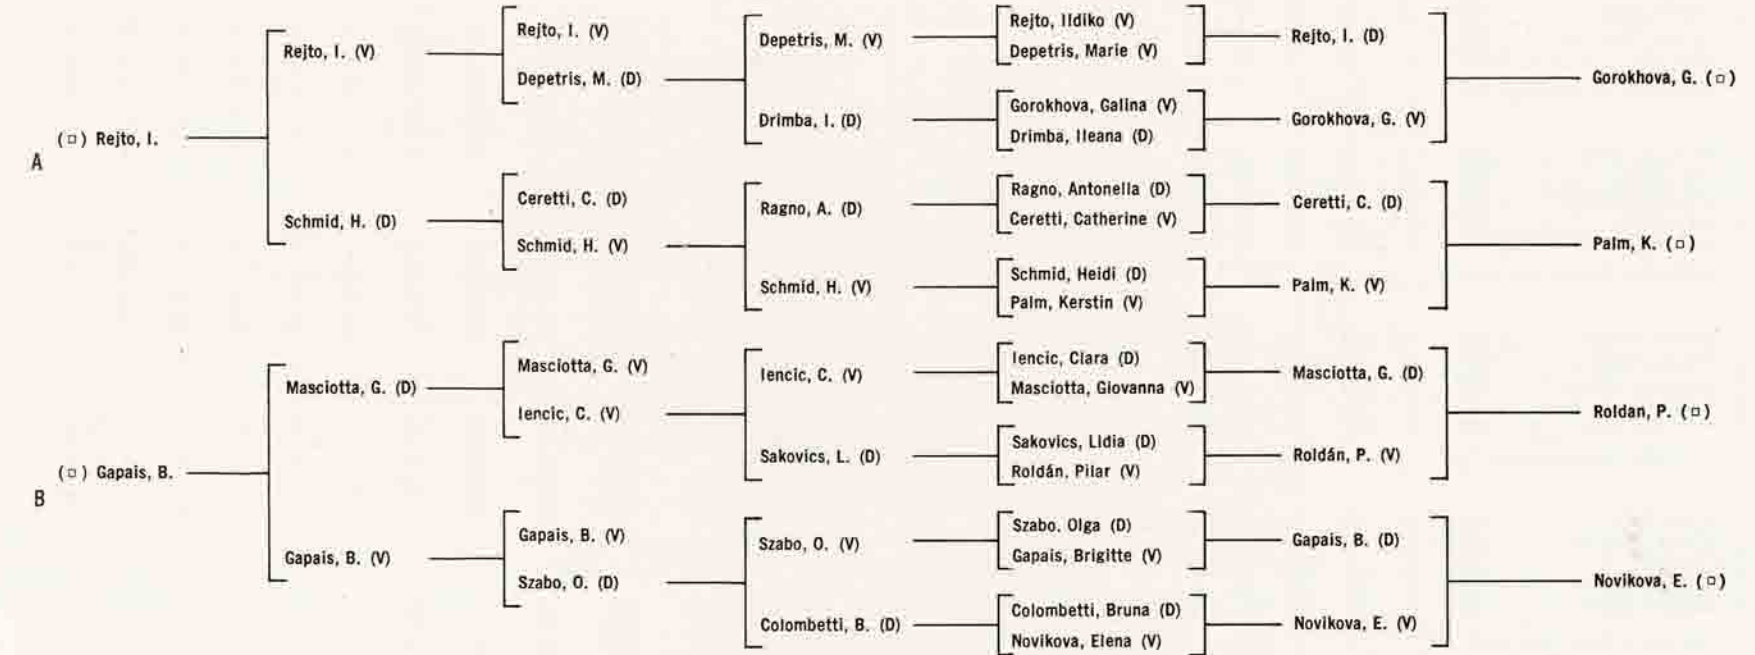 A
(□) Rejto, I.
Rejto, I. (V)
Schmid, H. (D)
Rejto, I. (V)
Depetris, M. (D)
Ceretti, C. (D)
Schmid, H. (V)
Depetris, M. (V)
Drimba, I. (D)
Ragno, A. (D)
Schmid, H. (V)
Rejto, Ildiko (V)
Depetris, Marie (V)
Gorokhova, Galina (V)
Drimba, Ileana (D)
Ragno, Antonella (D)
Ceretti, Catherine (V)
Schmid, Heidi (D)
Palm, Kerstin (V)
Rejto, I. (D)
Gorokhova, G. (V)
Ceretti, C. (D)
Palm, K. (V)
Gorokhova, G. (□)
Palm, K. (□)
B
(□) Gapais, B.
Masciotta, G. (D)
Gapais, B. (V)
Masciotta, G. (V)
Iencic, C. (V)
Gapais, B. (V)
Szabo, O. (D)
Iencic, C. (V)
Sakovics, L. (D)
Szabo, O. (V)
Colombetti, B. (D)
Iencic, Clara (D)
Masciotta, Giovanna (V)
Sakovics, Lidia (D)
Roldán, Pilar (V)
Szabo, Olga (D)
Gapais, Brigitte (V)
Colombetti, Bruna (D)
Novikova, Elena (V)
Masciotta, G. (D)
Roldán, P. (V)
Gapais, B. (D)
Novikova, E. (V)
Roldan, P. (□)
Novikova, E. (□)